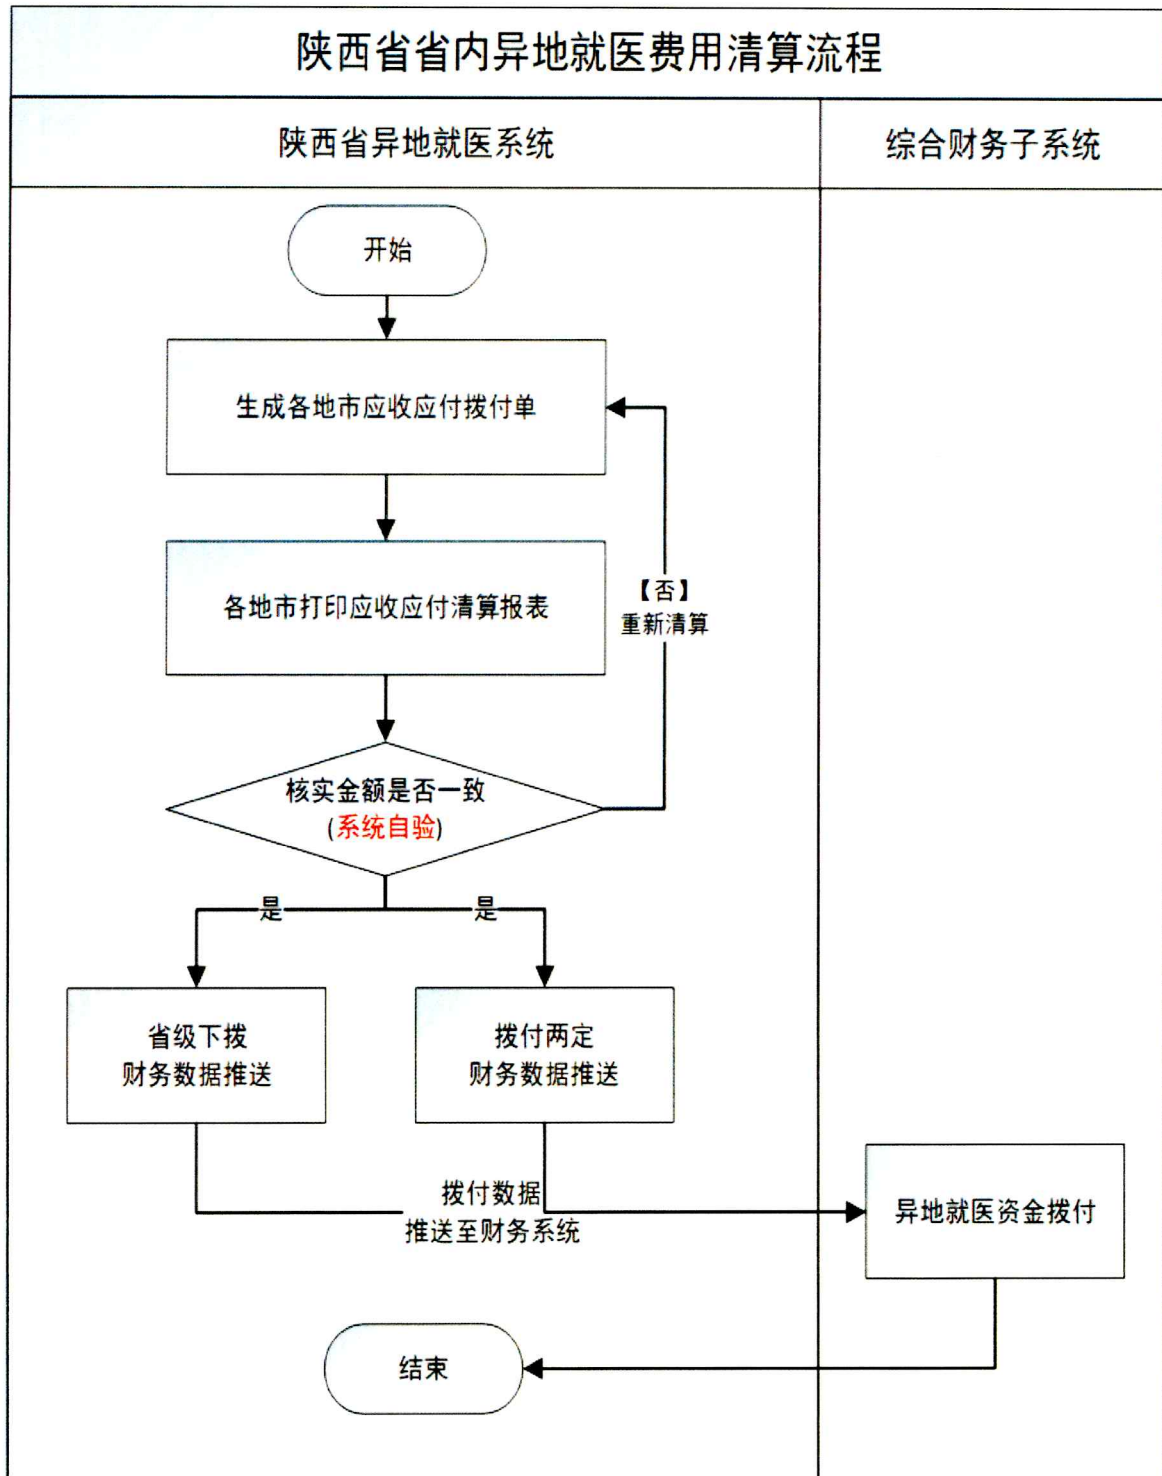 陕西省省内异地就医费用清算流程
陕西省异地就医系统
综合财务子系统
开始
生成各地市应收应付拨付单
各地市打印应收应付清算报表
【否】
重新清算
核实金额是否一致
(系统自验)
是
是
省级下拨
财务数据推送
拨付两定
财务数据推送
拨付数据
推送至财务系统
异地就医资金拨付
结束